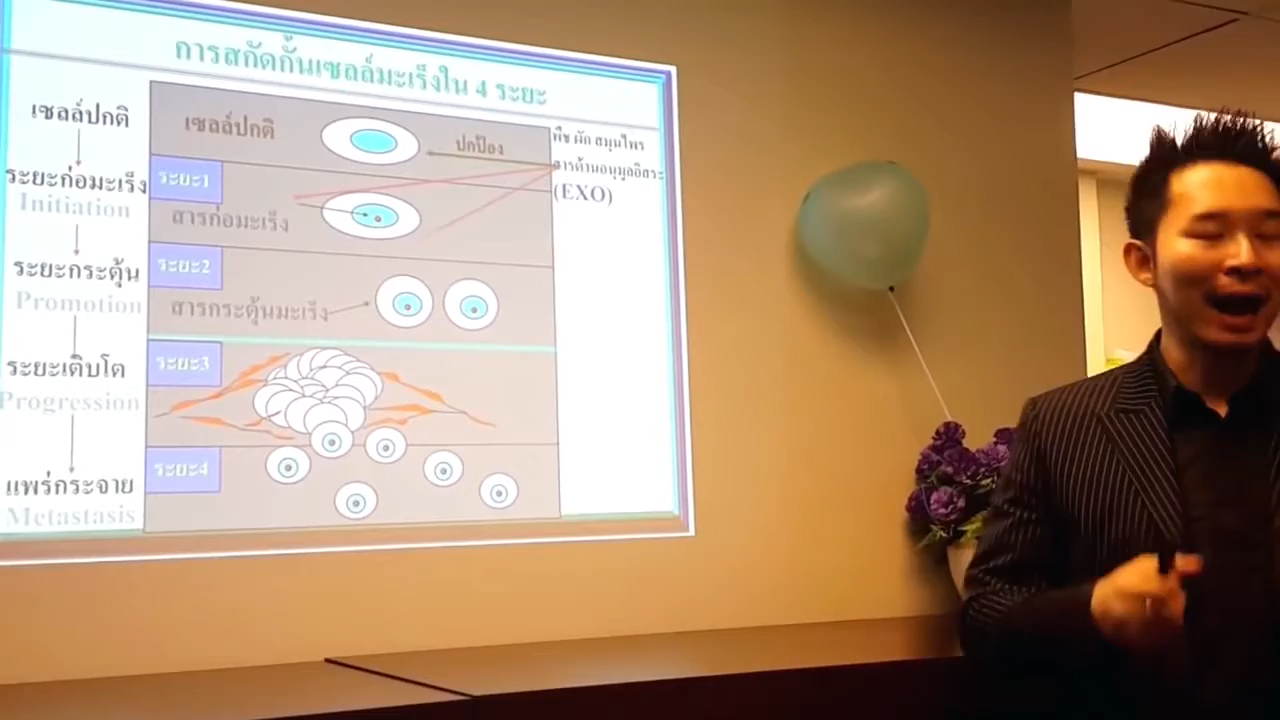 การสกัดกั้นเซลล์มะเร็งใน 4 ระยะ
เซลล์ปกติ
ระยะก่อมะเร็ง
Initiation
ระยะกระตุ้น
Promotion
ระยะเติบโต
Progression
แพร่กระจาย
Metastasis
เซลล์ปกติ
ปกป้อง
ระยะ1
สารก่อมะเร็ง
ระยะ2
สารกระตุ้นมะเร็ง
ระยะ3
ระยะ4
พืช ผัก สมุนไพร
สารต้านอนุมูลอิสระ
(EXO)